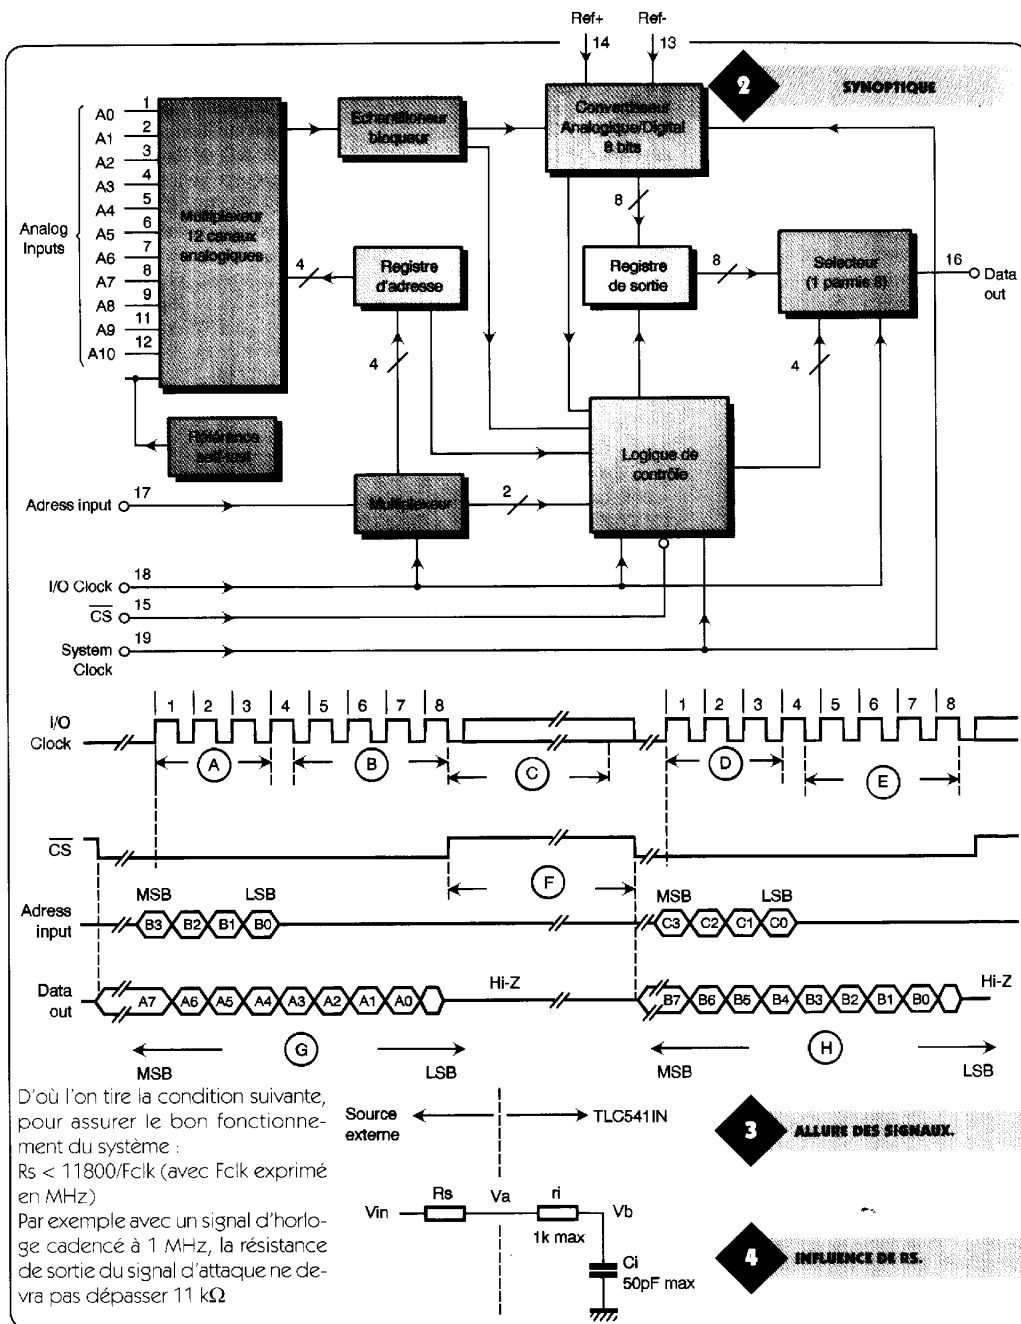 Ref+ Ref-
14 13
2 SYNOPTIQUE
Analog
Inputs
A0 1
A1 2
A2 3
A3 4
A4 5
A5 6
A6 7
A7 8
A8 9
A9 11
A10 12
Multiplexeur
12 canaux
analogiques
Echantilloneur
bloqueur
Convertisseur
Analogique/Digital
8 bits
8
4
Registre
d'adresse
Registre
de sortie
8
Selecteur
(1 parmis 8)
16
Data
out
4
4
Référence
self-test
Logique de
contrôle
Adress input 17
Multiplexeur
2
I/O Clock 18
CS 15
System
Clock
19
I/O
Clock
1 2 3 4 5 6 7 8
1 2 3 4 5 6 7 8
A B C D E
CS
F
Adress
input
MSB LSB
B3 B2 B1 B0
MSB LSB
C3 C2 C1 C0
Data
out
A7 A6 A5 A4 A3 A2 A1 A0
Hi-Z
B7 B6 B5 B4 B3 B2 B1 B0
Hi-Z
G H
MSB LSB
MSB LSB
D'où l'on tire la condition suivante,
pour assurer le bon fonctionne-
ment du système :
Rs < 11800/Fclk (avec Fclk exprimé
en MHz)
Par exemple avec un signal d'horlo-
ge cadencé à 1 MHz, la résistance
de sortie du signal d'attaque ne de-
vra pas dépasser 11 kΩ
Source
externe
TLC541IN
Vin Rs Va ri Vb
1k max
Ci
50pF max
3 ALLURE DES SIGNAUX.
4 INFLUENCE DE RS.